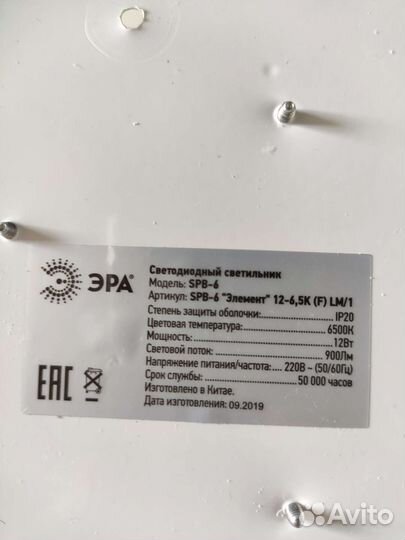 ЭРА
Светодиодный светильник
Модель: SPB-6
Артикул: SPB-6 "Элемент" 12-6,5K (F) LM/1
Степень защиты оболочки: IP20
Цветовая температура: 6500K
Мощность: 12Вт
Световой поток: 900Лм
Напряжение питания/частота: 220В ~ (50/60Гц)
Срок службы: 50 000 часов
Изготовлено в Китае.
Дата изготовления: 09.2019
ЕАС
Avito